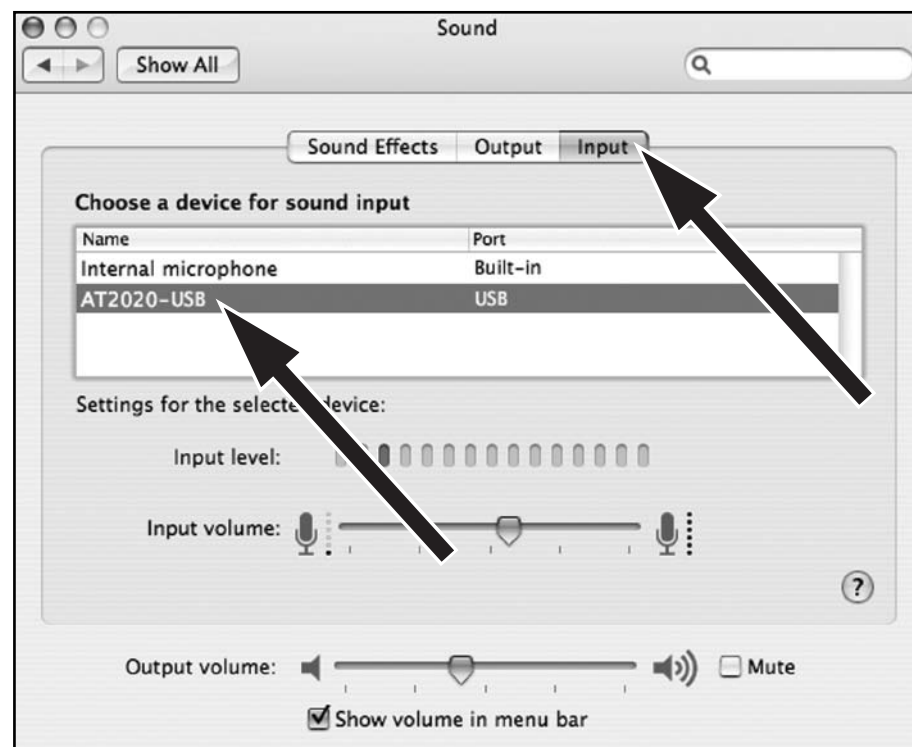 Sound
Show All
Sound Effects Output Input
Choose a device for sound input
Name Port
Internal microphone Built-in
AT2020-USB USB
Settings for the selected device:
Input level:
Input volume:
?
Output volume: Mute
Show volume in menu bar